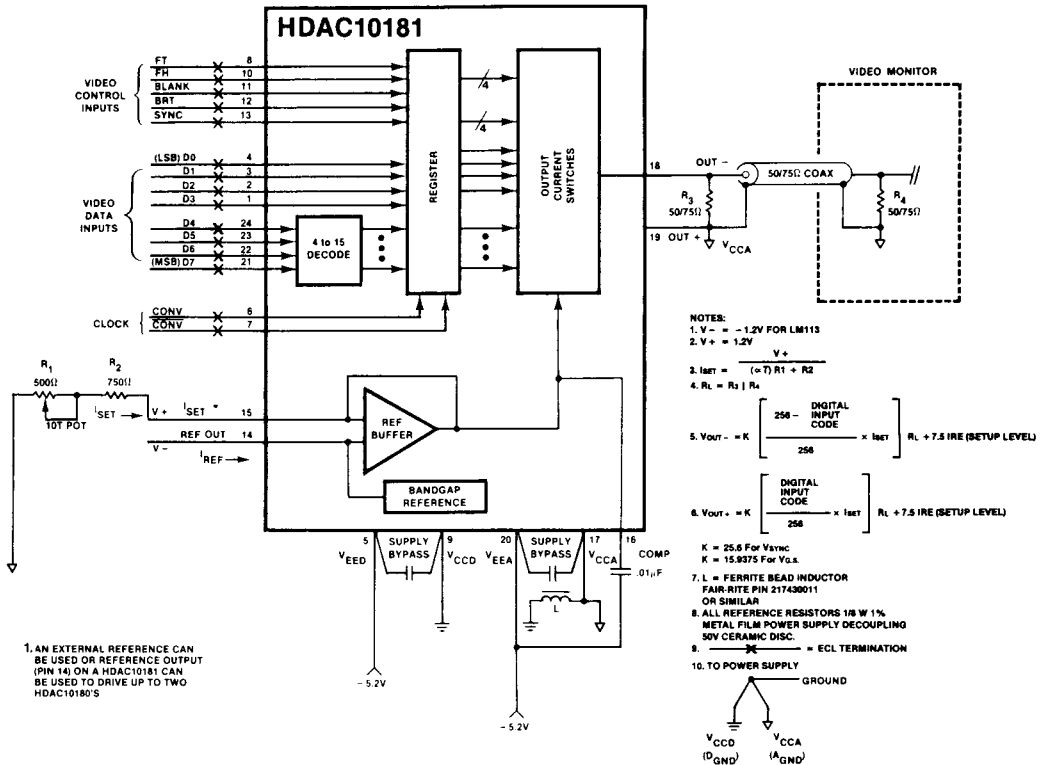 HDAC10181
VIDEO CONTROL INPUTS
FT 8
FH 10
BLANK 11
BRT 12
SYNC 13
VIDEO DATA INPUTS
(LSB) D0 4
D1 3
D2 2
D3 1
D4 24
D5 23
D6 22
(MSB) D7 21
4 to 15 DECODE
REGISTER
4
4
OUTPUT CURRENT SWITCHES
CLOCK
CONV 6
CONV 7
18 OUT -
R3
50/75Ω
50/75Ω COAX
19 OUT +
VCCA
VIDEO MONITOR
R4
50/75Ω
R1
500Ω
10T POT
R2
750Ω
ISET
V+ ISET 15
REF OUT 14
V-
IREF
REF BUFFER
BANDGAP REFERENCE
5
VEED
SUPPLY BYPASS
9
VCCD
20
VEEA
SUPPLY BYPASS
17
VCCA
16
COMP
.01μF
L
- 5.2V
- 5.2V
1. AN EXTERNAL REFERENCE CAN
BE USED OR REFERENCE OUTPUT
(PIN 14) ON A HDAC10181 CAN
BE USED TO DRIVE UP TO TWO
HDAC10180'S
NOTES:
1. V - = - 1.2V FOR LM113
2. V + = 1.2V
3. ISET = V + / (∝ 7) R1 + R2
4. RL = R3 | R4
5. VOUT - = K [ 256 - DIGITAL INPUT CODE / 256 × ISET ] RL + 7.5 IRE (SETUP LEVEL)
6. VOUT + = K [ DIGITAL INPUT CODE / 256 × ISET ] RL + 7.5 IRE (SETUP LEVEL)
K = 25.6 For VSYNC
K = 15.9375 For VG.S.
7. L = FERRITE BEAD INDUCTOR
FAIR-RITE PIN 217430011
OR SIMILAR
8. ALL REFERENCE RESISTORS 1/8 W 1%
METAL FILM POWER SUPPLY DECOUPLING
50V CERAMIC DISC.
9. = ECL TERMINATION
10. TO POWER SUPPLY
GROUND
VCCD
(DGND)
VCCA
(AGND)